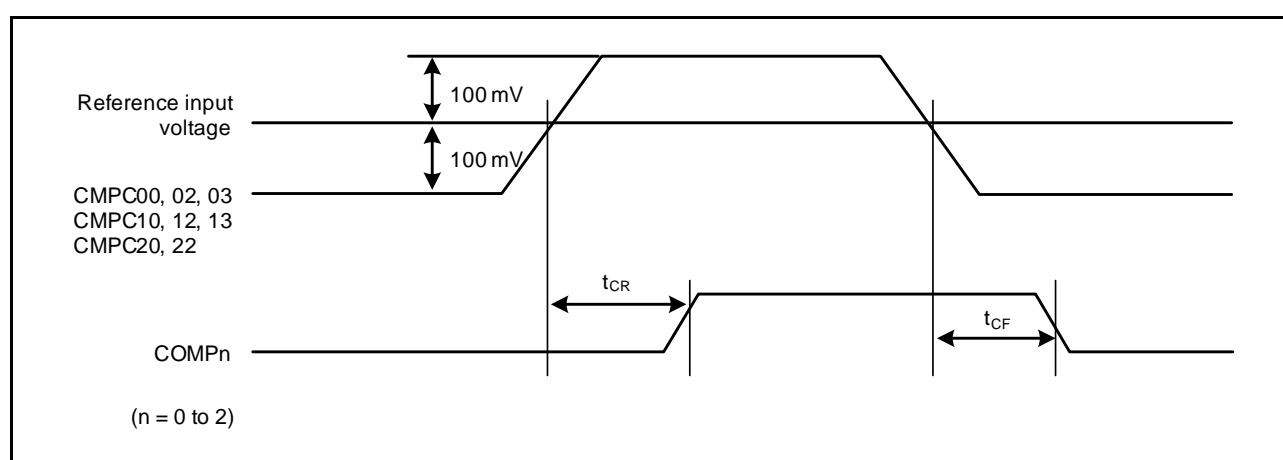 100 mV
Reference input
voltage
100 mV
CMPC00, 02, 03
CMPC10, 12, 13
CMPC20, 22
tCR
tCF
COMPn
(n = 0 to 2)